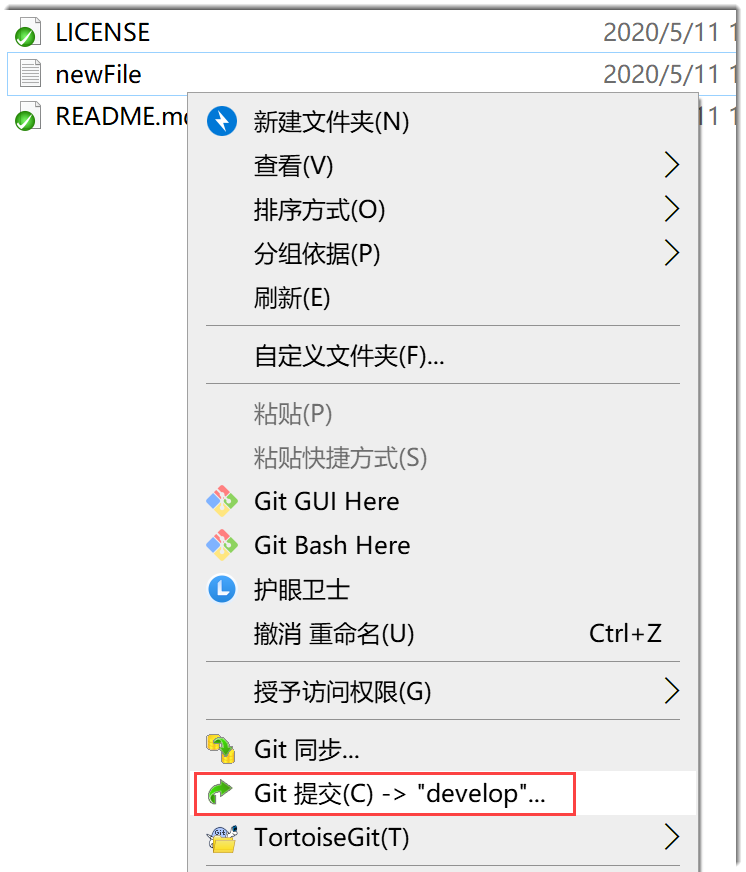 LICENSE 2020/5/11 1
newFile 2020/5/11 1
README.m
新建文件夹(N)
查看(V)
排序方式(O)
分组依据(P)
刷新(E)
自定义文件夹(F)...
粘贴(P)
粘贴快捷方式(S)
Git GUI Here
Git Bash Here
护眼卫士
撤消 重命名(U) Ctrl+Z
授予访问权限(G)
Git 同步...
Git 提交(C) -> "develop"...
TortoiseGit(T)